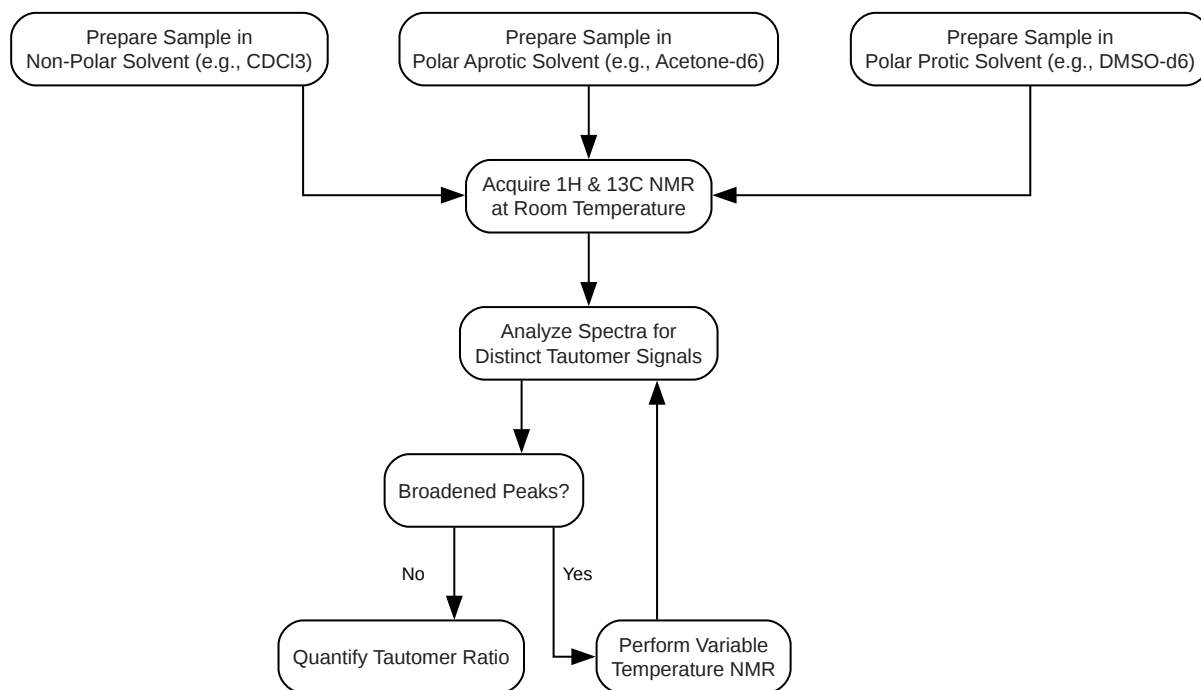 Prepare Sample in
Non-Polar Solvent (e.g., CDCl3)
Prepare Sample in
Polar Aprotic Solvent (e.g., Acetone-d6)
Prepare Sample in
Polar Protic Solvent (e.g., DMSO-d6)
Acquire 1H & 13C NMR
at Room Temperature
Analyze Spectra for
Distinct Tautomer Signals
Broadened Peaks?
No
Yes
Quantify Tautomer Ratio
Perform Variable
Temperature NMR